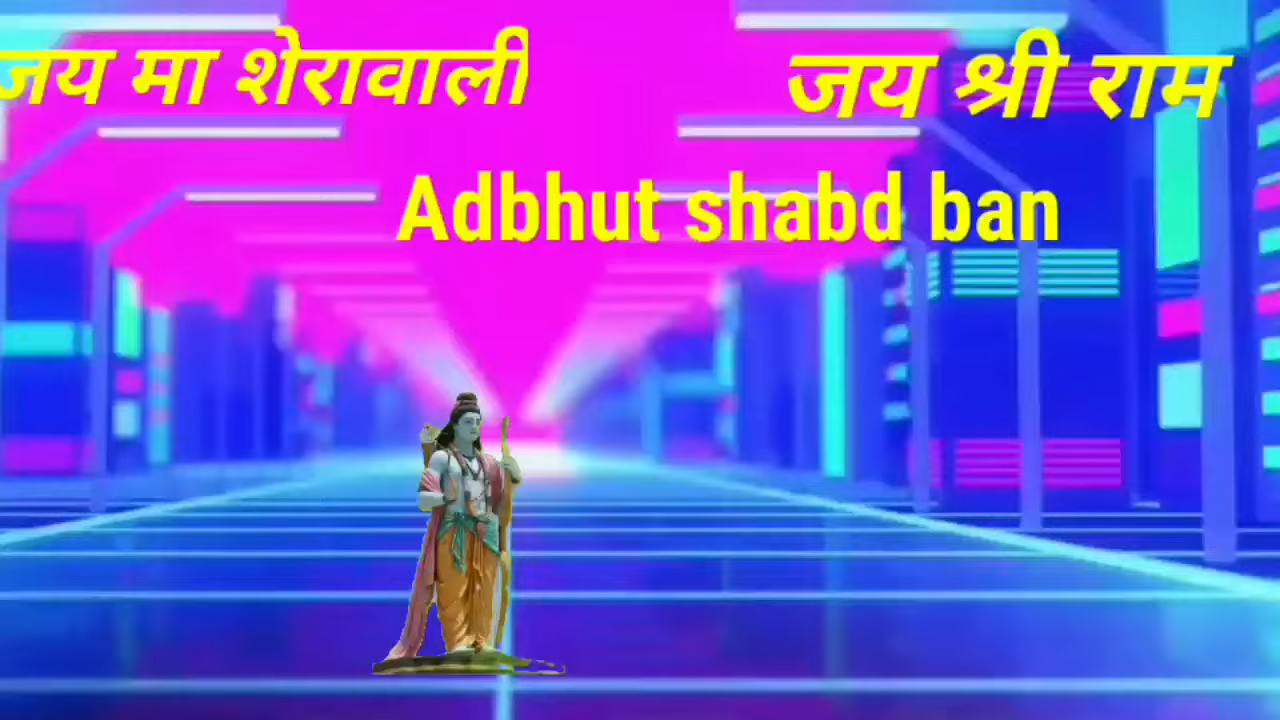 जय मा शेरावाली
जय श्री राम
Adbhut shabd ban